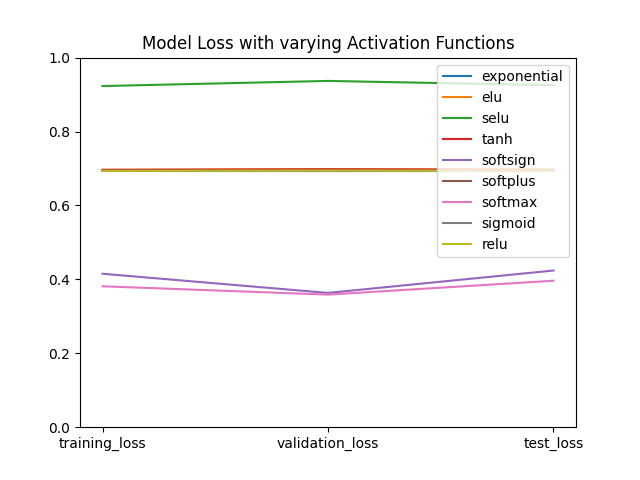 Model Loss with varying Activation Functions
1.0
0.8
0.6
0.4
0.2
0.0
exponential
elu
selu
tanh
softsign
softplus
softmax
sigmoid
relu
training_loss validation_loss test_loss